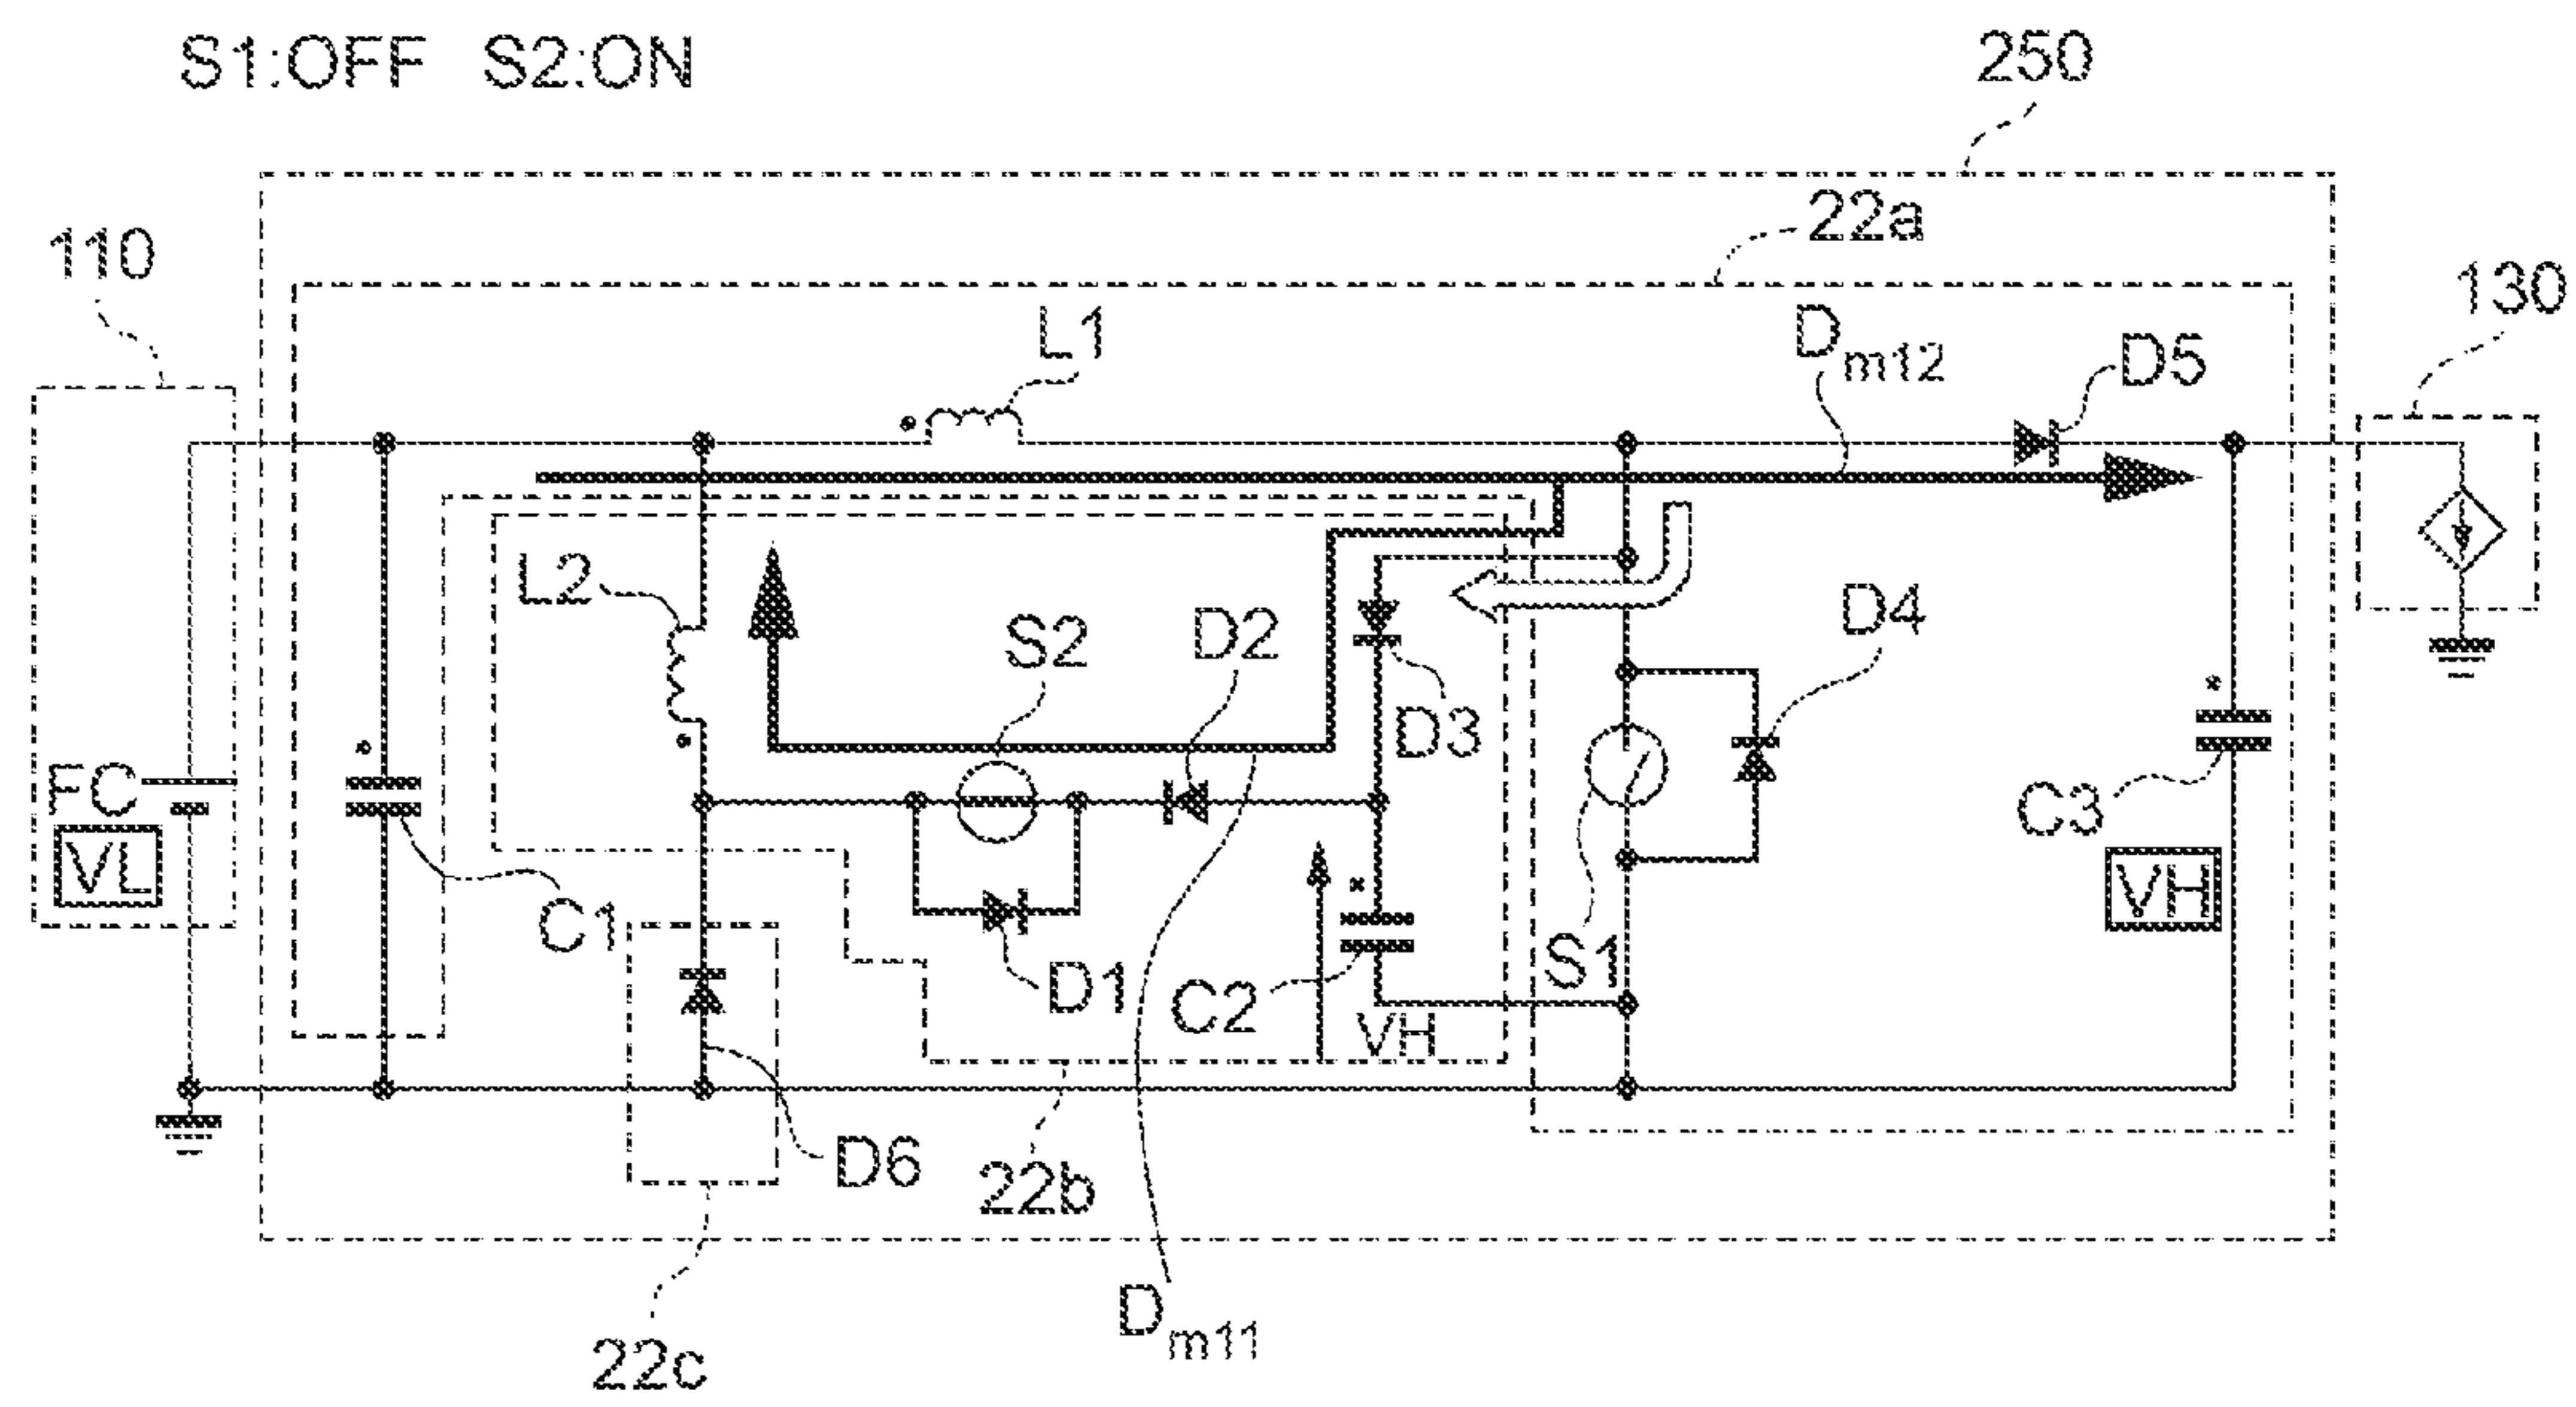 S1:OFF S2:ON
250
22a
110
130
L1
Dm12
D5
L2
S2
D2
D4
D3
FC
VL
C3
VH
C1
S1
D1
C2
VH
D6
22b
Dm11
22c